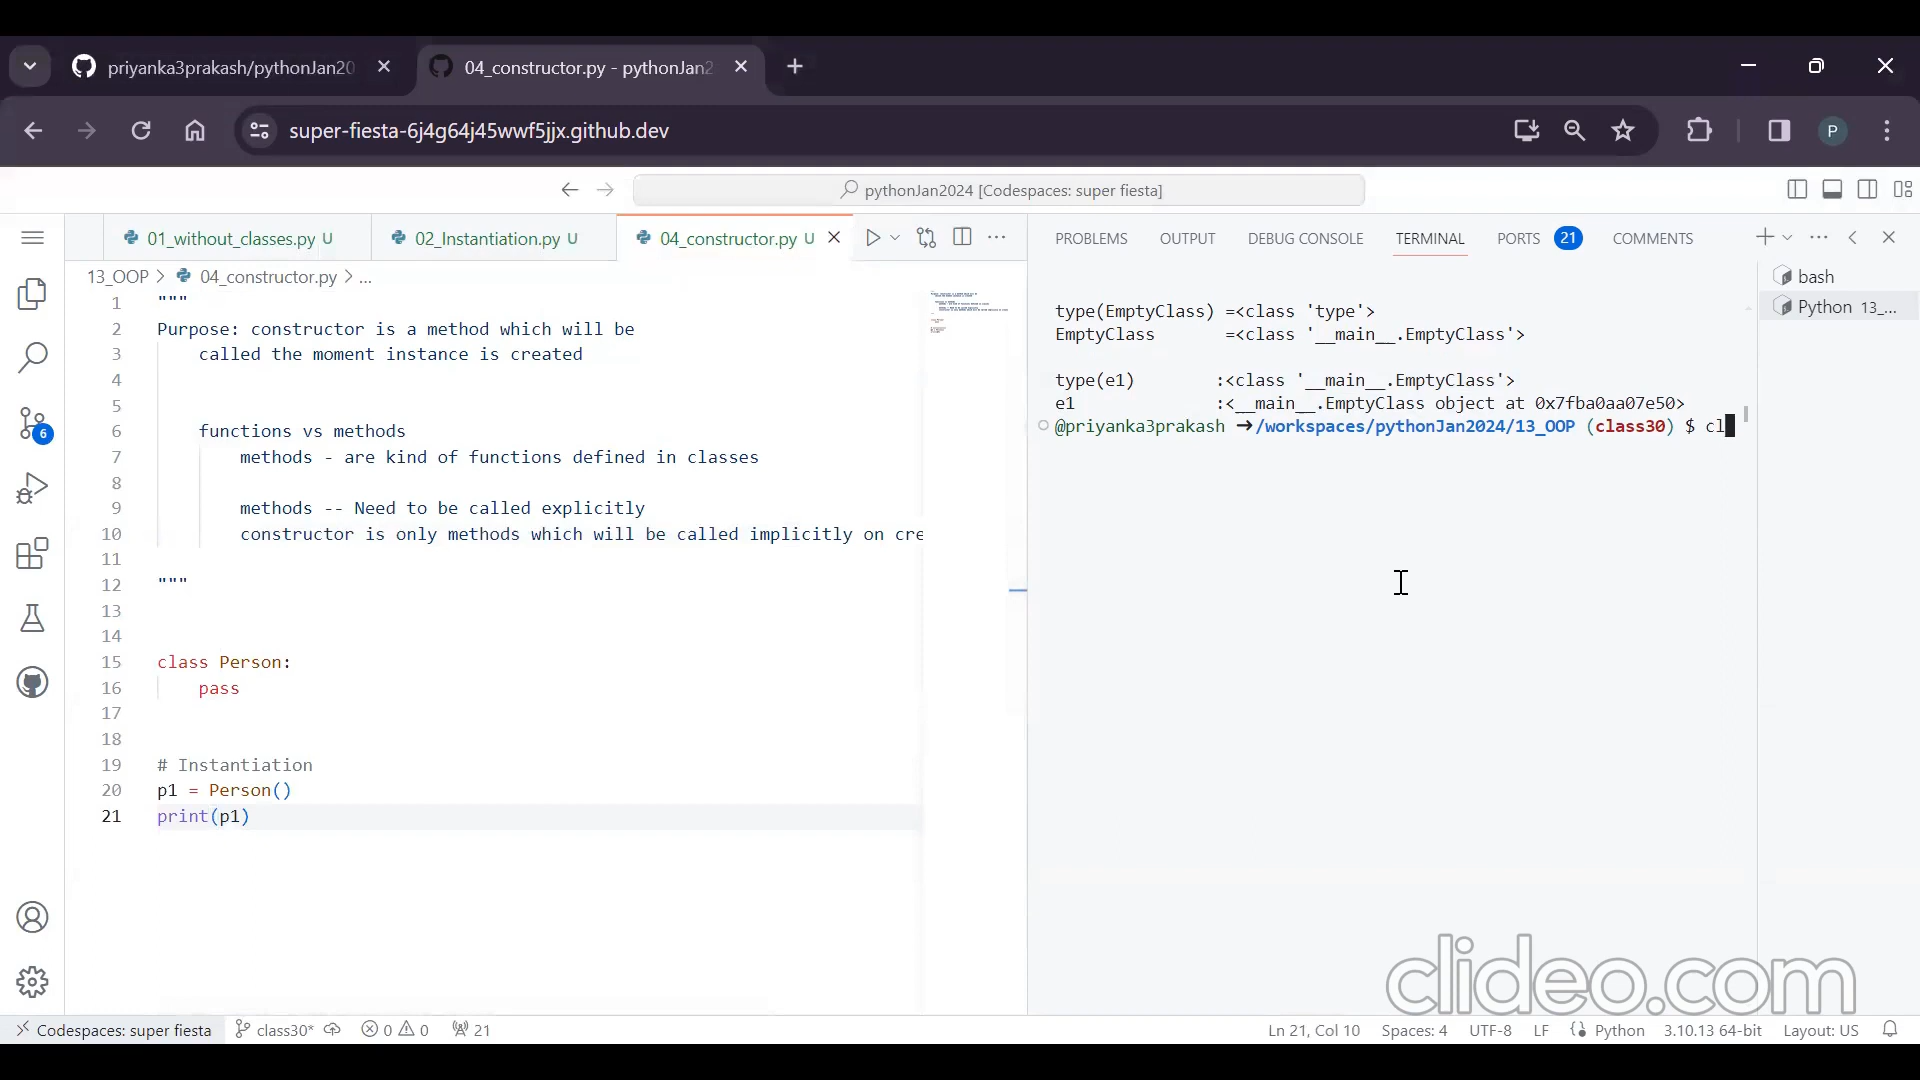 priyanka3prakash/pythonJan20
04_constructor.py - pythonJan2
super-fiesta-6j4g64j45wwf5jjx.github.dev
P
pythonJan2024 [Codespaces: super fiesta]
01_without_classes.py U
02_Instantiation.py U
04_constructor.py U
PROBLEMS OUTPUT DEBUG CONSOLE TERMINAL PORTS 21 COMMENTS
13_OOP > 04_constructor.py > ...
1 """
2 Purpose: constructor is a method which will be
3 called the moment instance is created
4
5
6 functions vs methods
7 methods - are kind of functions defined in classes
8
9 methods -- Need to be called explicitly
10 constructor is only methods which will be called implicitly on cre
11
12 """
13
14
15 class Person:
16 pass
17
18
19 # Instantiation
20 p1 = Person()
21 print(p1)
type(EmptyClass) =<class 'type'>
EmptyClass =<class '__main__.EmptyClass'>
type(e1) :<class '__main__.EmptyClass'>
e1 :<__main__.EmptyClass object at 0x7fba0aa07e50>
@priyanka3prakash →/workspaces/pythonJan2024/13_OOP (class30) $ cl
bash
Python 13_...
6
clideo.com
Codespaces: super fiesta class30* 0 0 21
Ln 21, Col 10 Spaces: 4 UTF-8 LF Python 3.10.13 64-bit Layout: US